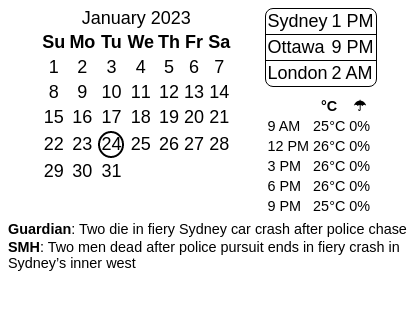 January 2023
Su Mo Tu We Th Fr Sa
1 2 3 4 5 6 7
8 9 10 11 12 13 14
15 16 17 18 19 20 21
22 23 24 25 26 27 28
29 30 31
Sydney 1 PM
Ottawa 9 PM
London 2 AM
°C ☂
9 AM 25°C 0%
12 PM 26°C 0%
3 PM 26°C 0%
6 PM 26°C 0%
9 PM 25°C 0%
Guardian: Two die in fiery Sydney car crash after police chase
SMH: Two men dead after police pursuit ends in fiery crash in
Sydney’s inner west